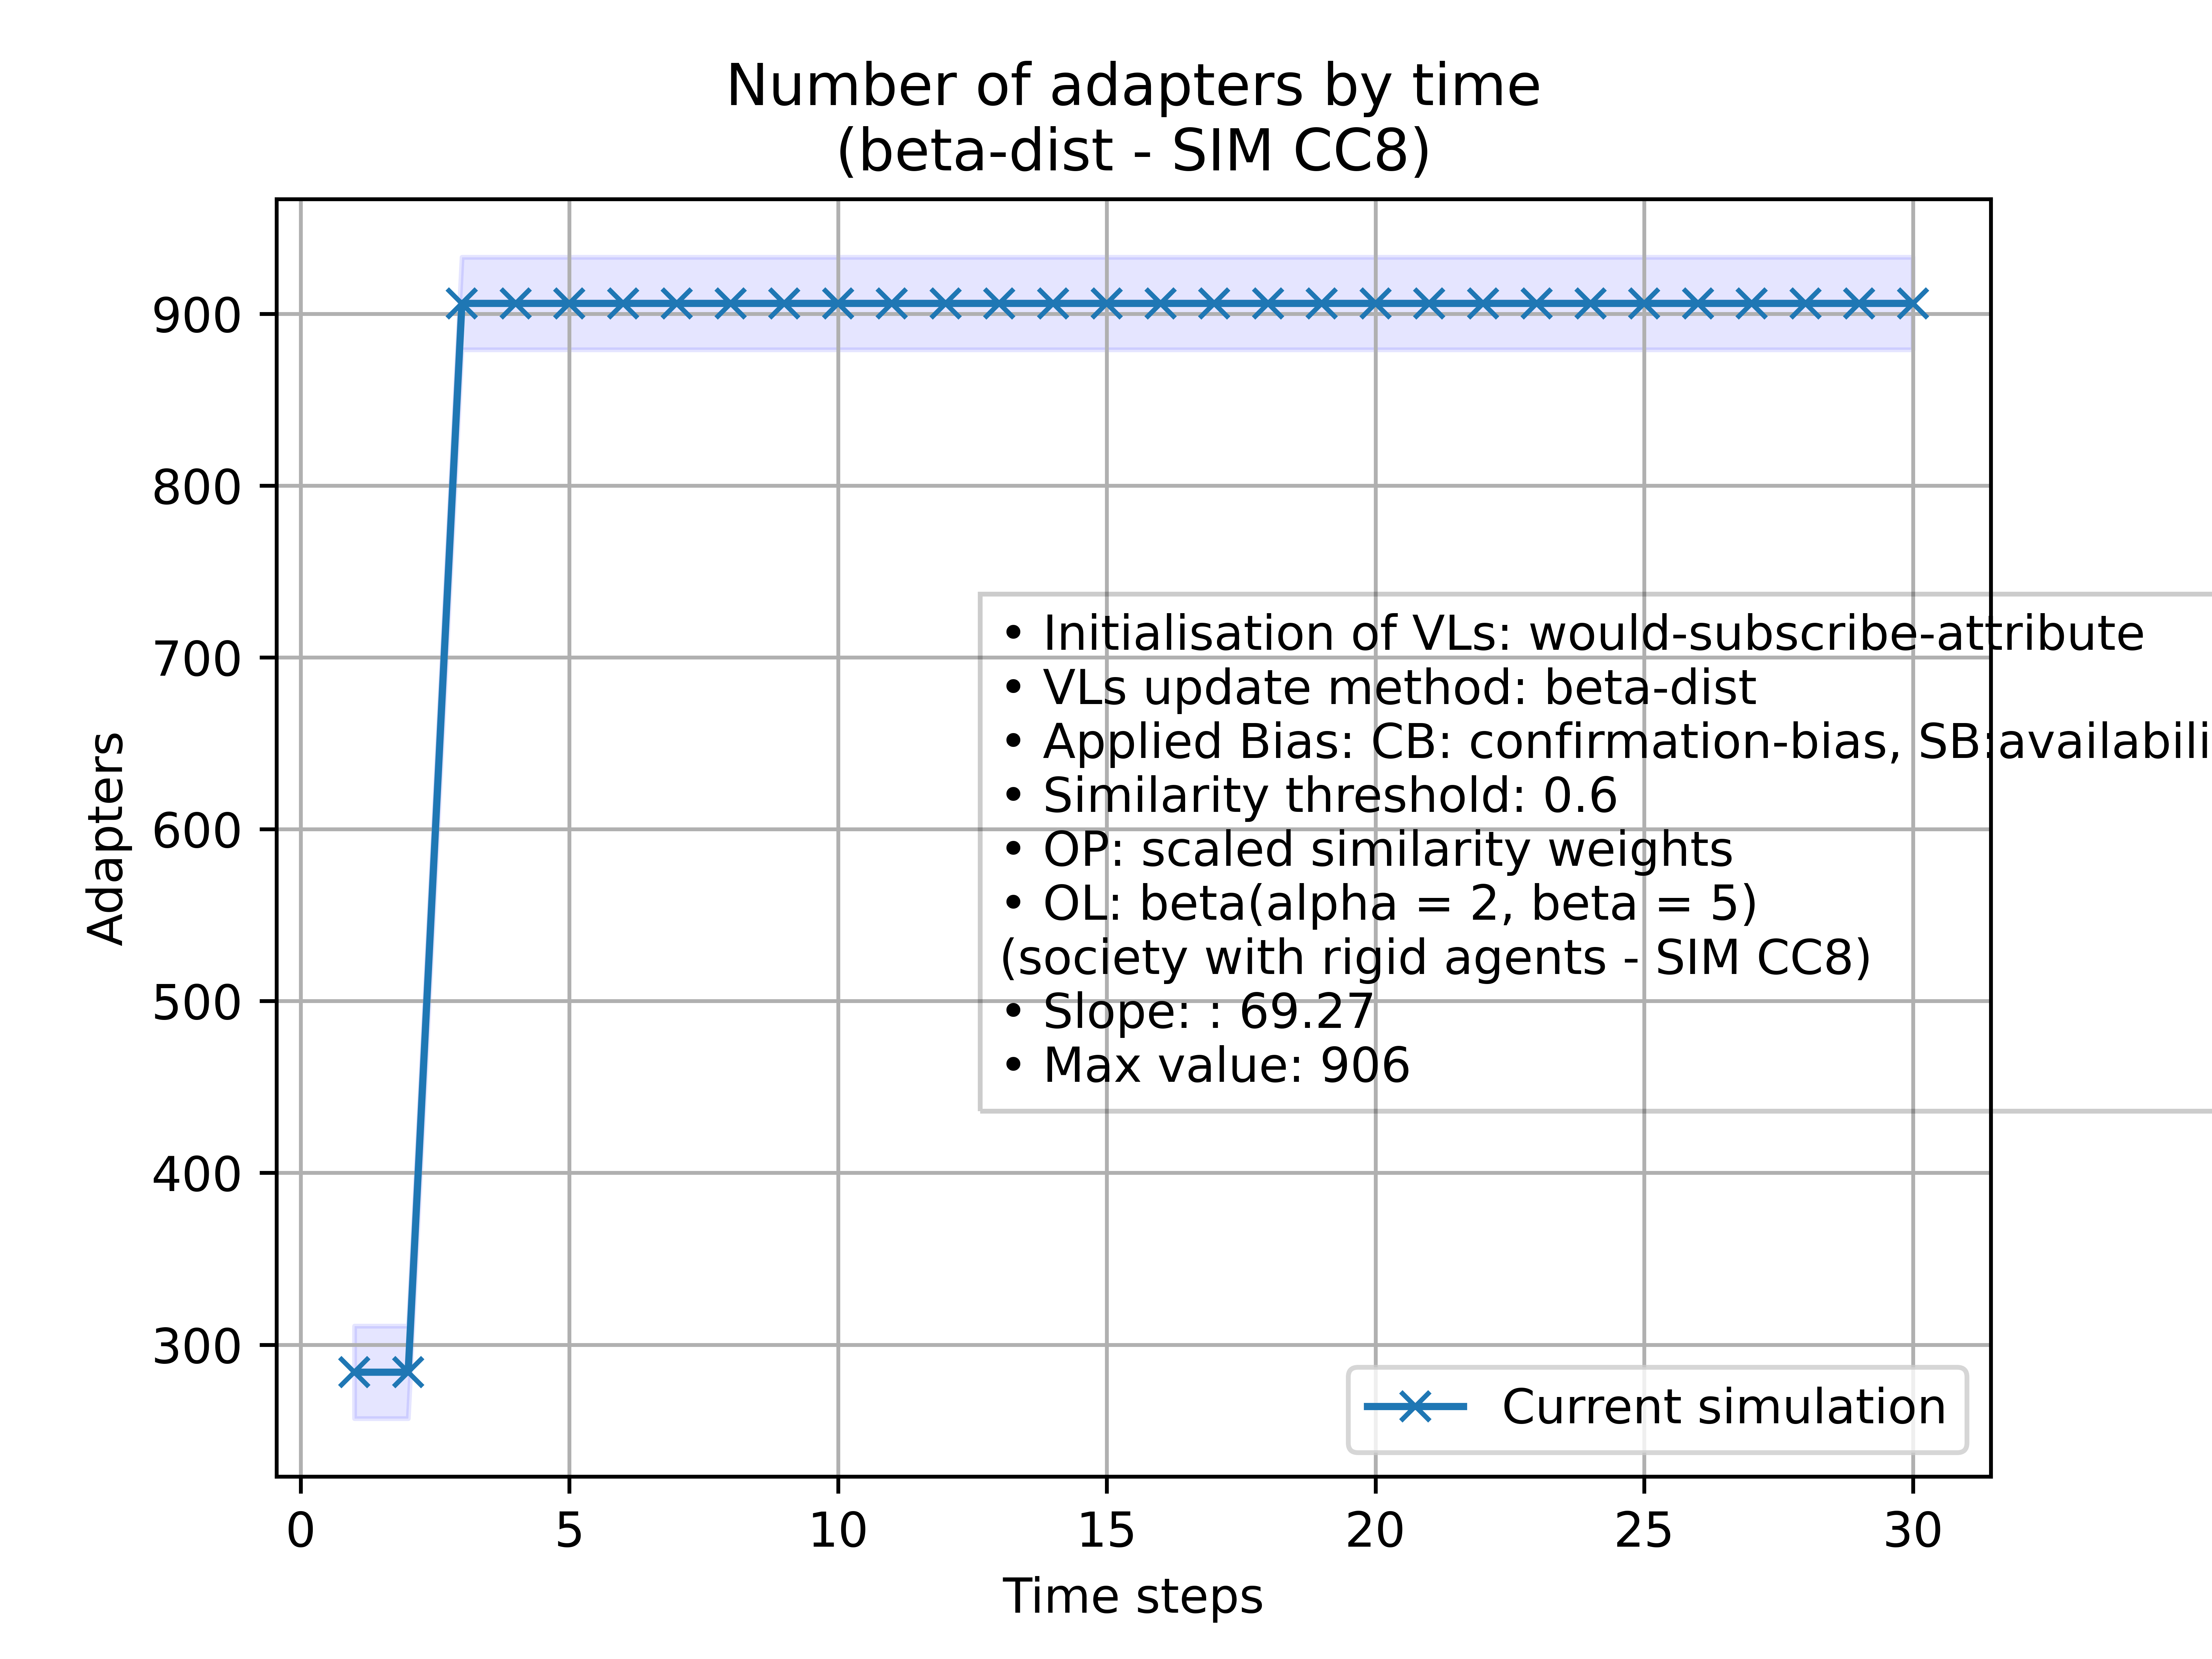 Number of adapters by time
(beta-dist - SIM CC8)
900
800
700
600
500
400
300
Adapters
• Initialisation of VLs: would-subscribe-attribute
• VLs update method: beta-dist
• Applied Bias: CB: confirmation-bias, SB:availabili
• Similarity threshold: 0.6
• OP: scaled similarity weights
• OL: beta(alpha = 2, beta = 5)
(society with rigid agents - SIM CC8)
• Slope: : 69.27
• Max value: 906
Current simulation
0 5 10 15 20 25 30
Time steps